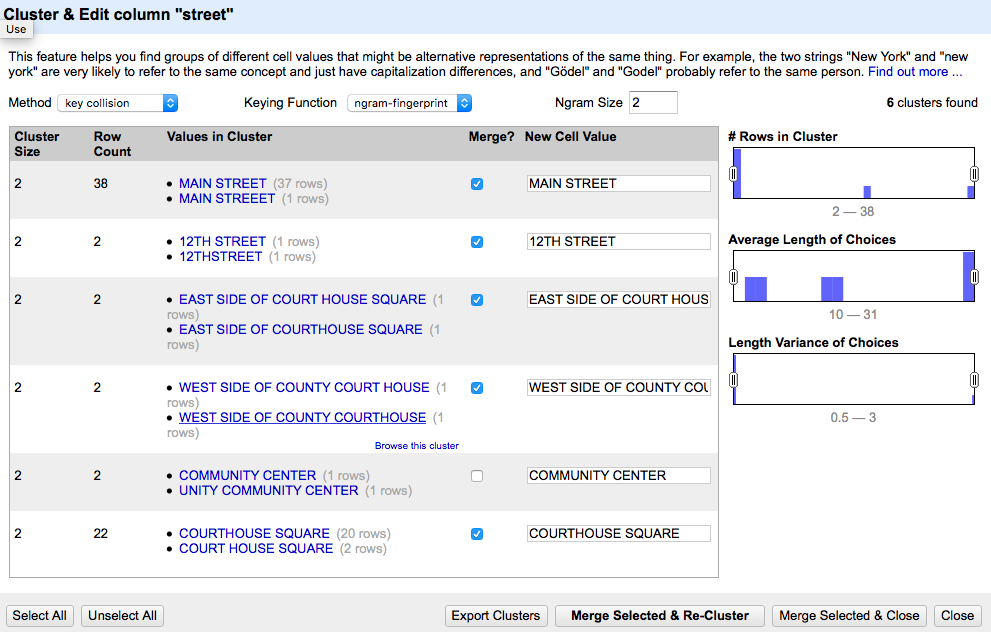 Cluster & Edit column "street"
Use
This feature helps you find groups of different cell values that might be alternative representations of the same thing. For example, the two strings "New York" and "new
york" are very likely to refer to the same concept and just have capitalization differences, and "Gödel" and "Godel" probably refer to the same person. Find out more ...
Method key collision Keying Function ngram-fingerprint Ngram Size 2 6 clusters found
Cluster Size Row Count Values in Cluster Merge? New Cell Value
2 38 • MAIN STREET (37 rows) MAIN STREET
• MAIN STREEET (1 rows)
2 2 • 12TH STREET (1 rows) 12TH STREET
• 12THSTREET (1 rows)
2 2 • EAST SIDE OF COURT HOUSE SQUARE (1 EAST SIDE OF COURT HOUS
rows)
• EAST SIDE OF COURTHOUSE SQUARE (1
rows)
2 2 • WEST SIDE OF COUNTY COURT HOUSE (1 WEST SIDE OF COUNTY COU
rows)
• WEST SIDE OF COUNTY COURTHOUSE (1
rows)
Browse this cluster
2 2 • COMMUNITY CENTER (1 rows) COMMUNITY CENTER
• UNITY COMMUNITY CENTER (1 rows)
2 22 • COURTHOUSE SQUARE (20 rows) COURTHOUSE SQUARE
• COURT HOUSE SQUARE (2 rows)
# Rows in Cluster
2 — 38
Average Length of Choices
10 — 31
Length Variance of Choices
0.5 — 3
Select All Unselect All Export Clusters Merge Selected & Re-Cluster Merge Selected & Close Close